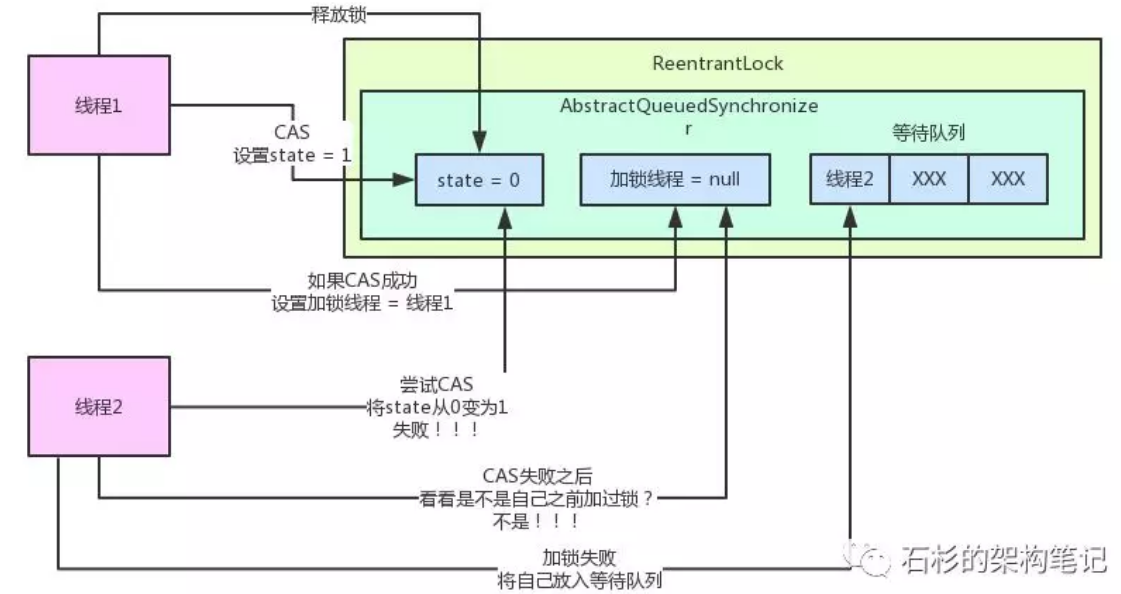 释放锁
ReentrantLock
线程1
AbstractQueuedSynchronize
r
等待队列
CAS
设置state = 1
state = 0
加锁线程 = null
线程2
XXX
XXX
如果CAS成功
设置加锁线程 = 线程1
线程2
尝试CAS
将state从0变为1
失败！！！
CAS失败之后
看看是不是自己之前加过锁？
不是！！！
加锁失败
将自己放入等待队列
石杉的架构笔记